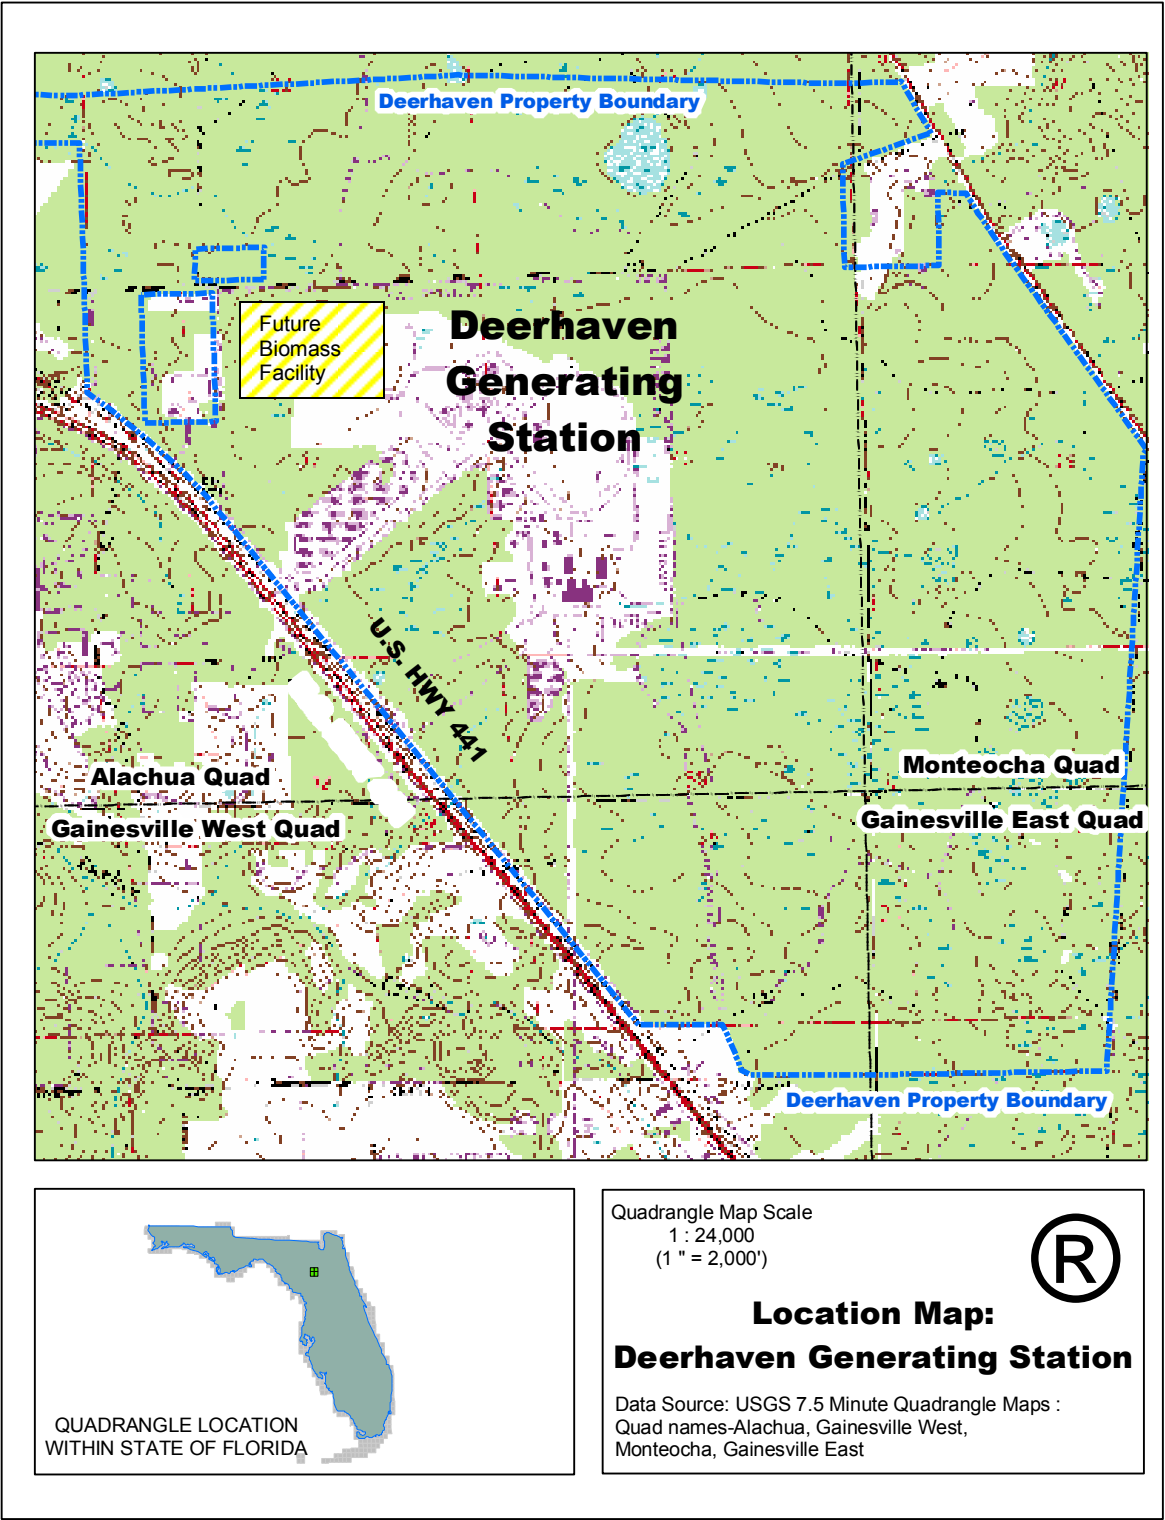 Deerhaven Property Boundary
Future
Biomass
Facility
Deerhaven
Generating
Station
U.S. HWY 441
Alachua Quad
Monteocha Quad
Gainesville West Quad
Gainesville East Quad
Deerhaven Property Boundary
QUADRANGLE LOCATION
WITHIN STATE OF FLORIDA
Quadrangle Map Scale
1 : 24,000
(1 " = 2,000')
®
Location Map:
Deerhaven Generating Station
Data Source: USGS 7.5 Minute Quadrangle Maps :
Quad names-Alachua, Gainesville West,
Monteocha, Gainesville East